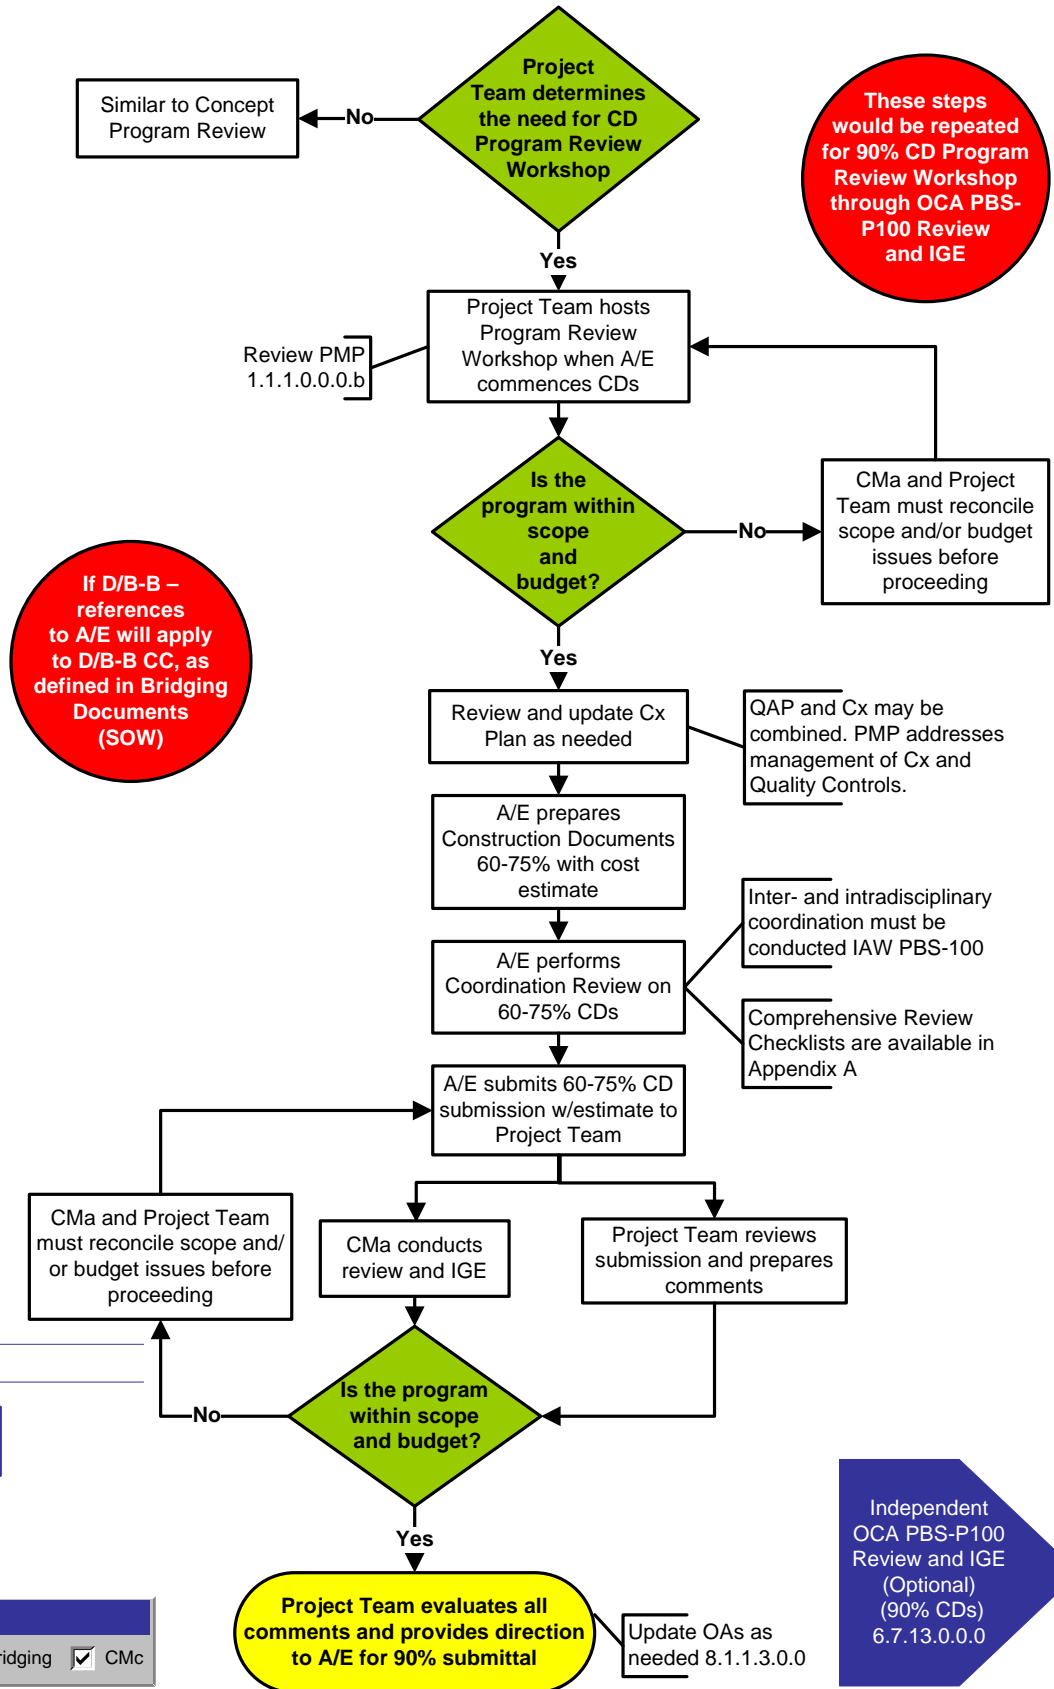 Project
Team determines
the need for CD
Program Review
Workshop
No
Similar to Concept
Program Review
These steps
would be repeated
for 90% CD Program
Review Workshop
through OCA PBS-
P100 Review
and IGE
Yes
Project Team hosts
Program Review
Workshop when A/E
commences CDs
Review PMP
1.1.1.0.0.0.b
Is the
program within
scope
and
budget?
No
CMa and Project
Team must reconcile
scope and/or budget
issues before
proceeding
If D/B-B –
references
to A/E will apply
to D/B-B CC, as
defined in Bridging
Documents
(SOW)
Yes
Review and update Cx
Plan as needed
QAP and Cx may be
combined. PMP addresses
management of Cx and
Quality Controls.
A/E prepares
Construction Documents
60-75% with cost
estimate
Inter- and intradisciplinary
coordination must be
conducted IAW PBS-100
A/E performs
Coordination Review on
60-75% CDs
Comprehensive Review
Checklists are available in
Appendix A
A/E submits 60-75% CD
submission w/estimate to
Project Team
CMa and Project Team
must reconcile scope and/
or budget issues before
proceeding
CMa conducts
review and IGE
Project Team reviews
submission and prepares
comments
Is the program
within scope
and budget?
No
Yes
Independent
OCA PBS-P100
Review and IGE
(Optional)
(90% CDs)
6.7.13.0.0.0
Project Team evaluates all
comments and provides direction
to A/E for 90% submittal
Update OAs as
needed 8.1.1.3.0.0
ridging CMc